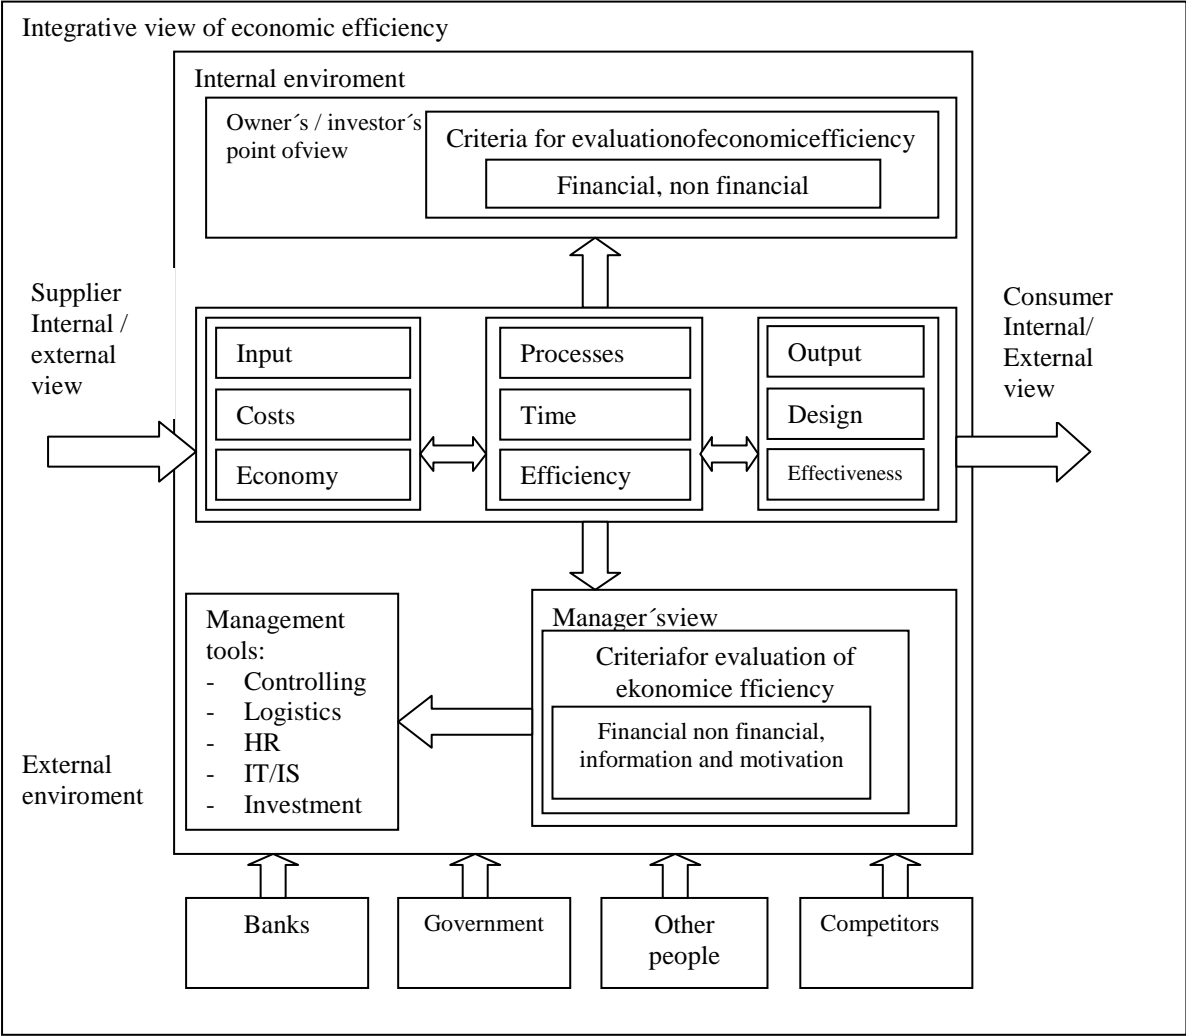 Integrative view of economic efficiency
Internal enviroment
Owner´s / investor´s
point ofview
Criteria for evaluationofeconomicefficiency
Financial, non financial
Supplier
Internal /
external
view
Input
Costs
Economy
Processes
Time
Efficiency
Output
Design
Effectiveness
Consumer
Internal/
External
view
Management
tools:
- Controlling
- Logistics
- HR
- IT/IS
- Investment
Manager´sview
Criteriafor evaluation of
ekonomice fficiency
Financial non financial,
information and motivation
External
enviroment
Banks
Government
Other
people
Competitors